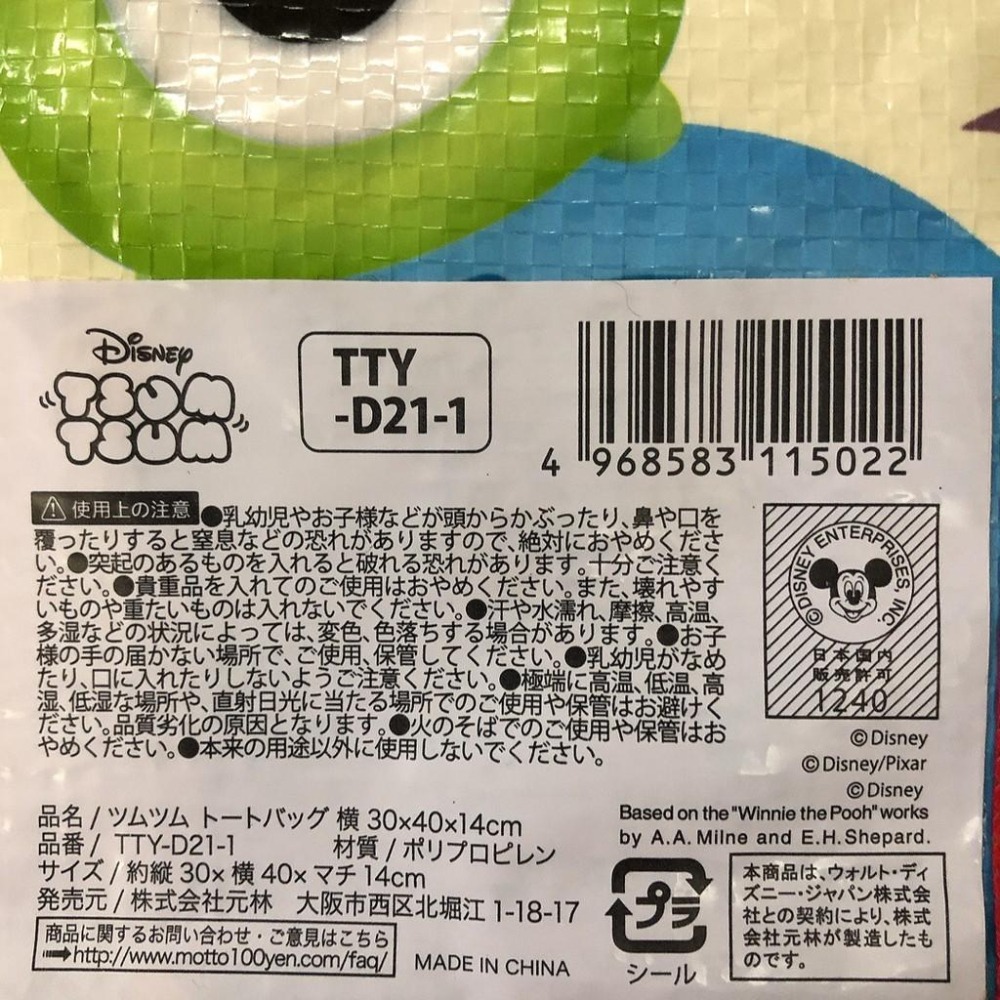 Disney
TSUM
TSUM
TTY
-D21-1
4 968583 115022
使用上の注意 ●乳幼児やお子様などが頭からかぶったり、鼻や口を
覆ったりすると窒息などの恐れがありますので、絶対におやめくださ
い。●突起のあるものを入れると破れる恐れがあります。十分ご注意く
ださい。●貴重品を入れてのご使用はおやめください。また、壊れやす
いものや重たいものは入れないでください。●汗や水濡れ、摩擦、高温、
多湿などの状況によっては、変色、色落ちする場合があります。●お子
様の手の届かない場所で、ご使用、保管してください。●乳幼児がなめ
たり、口に入れたりしないようご注意ください。●極端に高温、低温、高
湿、低湿な場所や、直射日光に当たる場所でのご使用や保管はお避けく
ださい。品質劣化の原因となります。●火のそばでのご使用や保管はお
やめください。●本来の用途以外に使用しないでください。
©DISNEY ENTERPRISES, INC.
日本国内
販売許可
1240
©Disney
©Disney/Pixar
©Disney
Based on the "Winnie the Pooh" works
by A.A. Milne and E.H. Shepard.
品名 / ツムツム トートバッグ 横 30×40×14cm
品番 / TTY-D21-1 材質 / ポリプロピレン
サイズ / 約縦 30× 横 40× マチ 14cm
発売元 / 株式会社元林 大阪市西区北堀江 1-18-17
商品に関するお問い合わせ・ご意見はこちら
➡http://www.motto100yen.com/faq/
MADE IN CHINA
プラ
シール
本商品は、ウォルト・ディ
ズニー・ジャパン株式会
社との契約により、株式
会社元林が製造したも
のです。